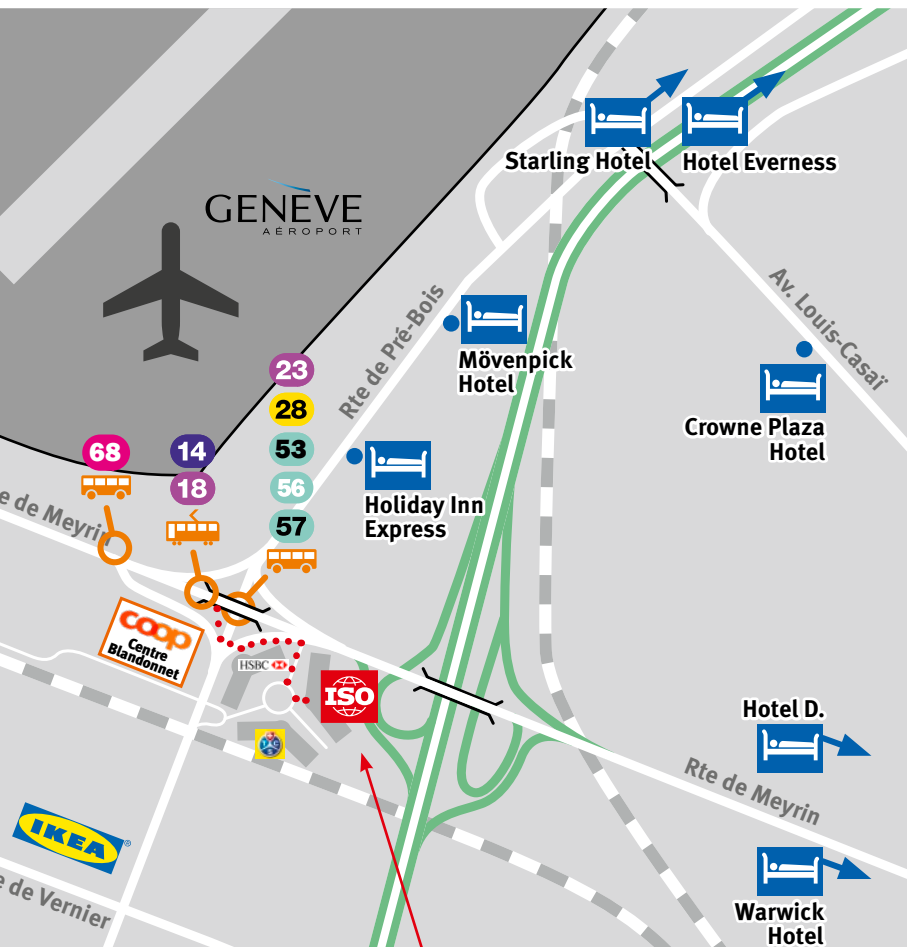 GENÈVE
AÉROPORT
Starling Hotel
Hotel Everness
Rte de Pré-Bois
Av. Louis-Casaï
Mövenpick
Hotel
Crowne Plaza
Hotel
Holiday Inn
Express
23
28
53
56
57
68
14
18
e de Meyrin
coop
Centre
Blandonnet
HSBC
ISO
Hotel D.
Rte de Meyrin
IKEA®
e de Vernier
Warwick
Hotel